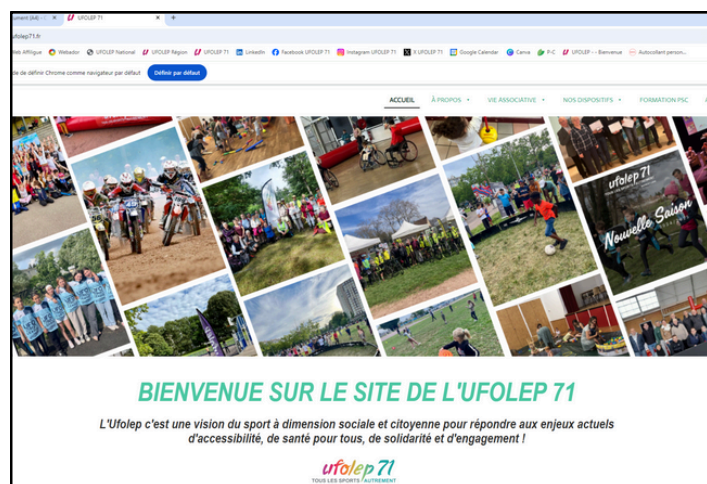 UFOLEP 71
ufolep71.fr
Webador UFOLEP National UFOLEP Région UFOLEP 71 LinkedIn Facebook UFOLEP 71 Instagram UFOLEP 71 X UFOLEP 71 Google Calendar Canva P-C UFOLEP - - Bienvenue Autocollant person...
de de définir Chrome comme navigateur par défaut Définir par défaut
ACCUEIL À PROPOS VIE ASSOCIATIVE NOS DISPOSITIFS FORMATION PSC
ufolep 71
Nouvelle Saison
BIENVENUE SUR LE SITE DE L'UFOLEP 71
L'Ufolep c'est une vision du sport à dimension sociale et citoyenne pour répondre aux enjeux actuels
d'accessibilité, de santé pour tous, de solidarité et d'engagement !
ufolep 71
TOUS LES SPORTS AUTREMENT